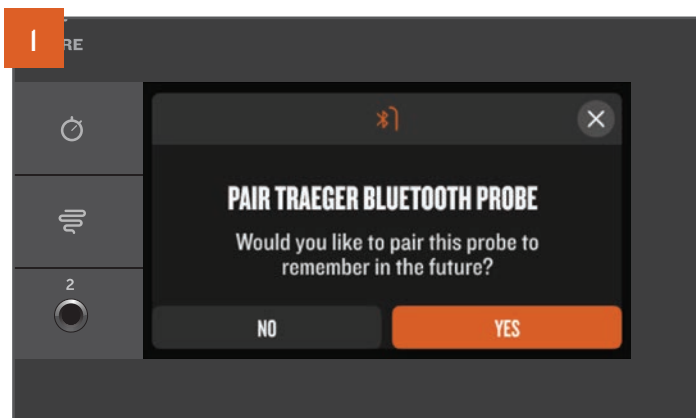 1
RE
2
PAIR TRAEGER BLUETOOTH PROBE
Would you like to pair this probe to
remember in the future?
NO
YES